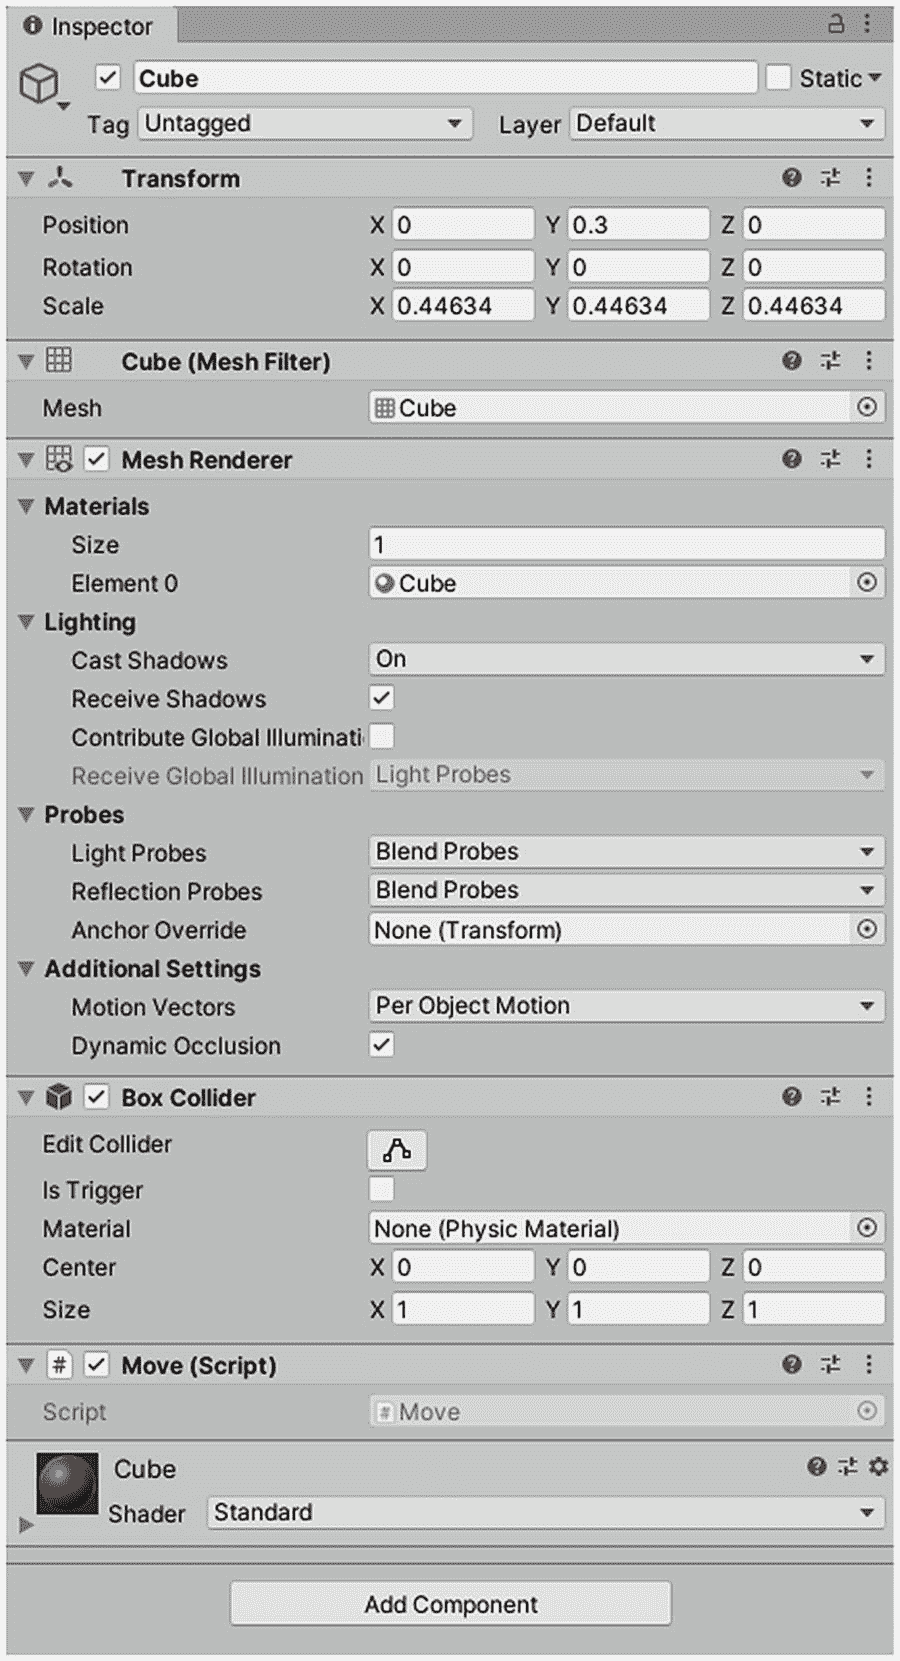 Inspector
Cube Static
Tag Untagged Layer Default
Transform
Position X 0 Y 0.3 Z 0
Rotation X 0 Y 0 Z 0
Scale X 0.44634 Y 0.44634 Z 0.44634
Cube (Mesh Filter)
Mesh Cube
Mesh Renderer
Materials
Size 1
Element 0 Cube
Lighting
Cast Shadows On
Receive Shadows
Contribute Global Illuminati
Receive Global Illumination Light Probes
Probes
Light Probes Blend Probes
Reflection Probes Blend Probes
Anchor Override None (Transform)
Additional Settings
Motion Vectors Per Object Motion
Dynamic Occlusion
Box Collider
Edit Collider
Is Trigger
Material None (Physic Material)
Center X 0 Y 0 Z 0
Size X 1 Y 1 Z 1
# Move (Script)
Script # Move
Cube
Shader Standard
Add Component